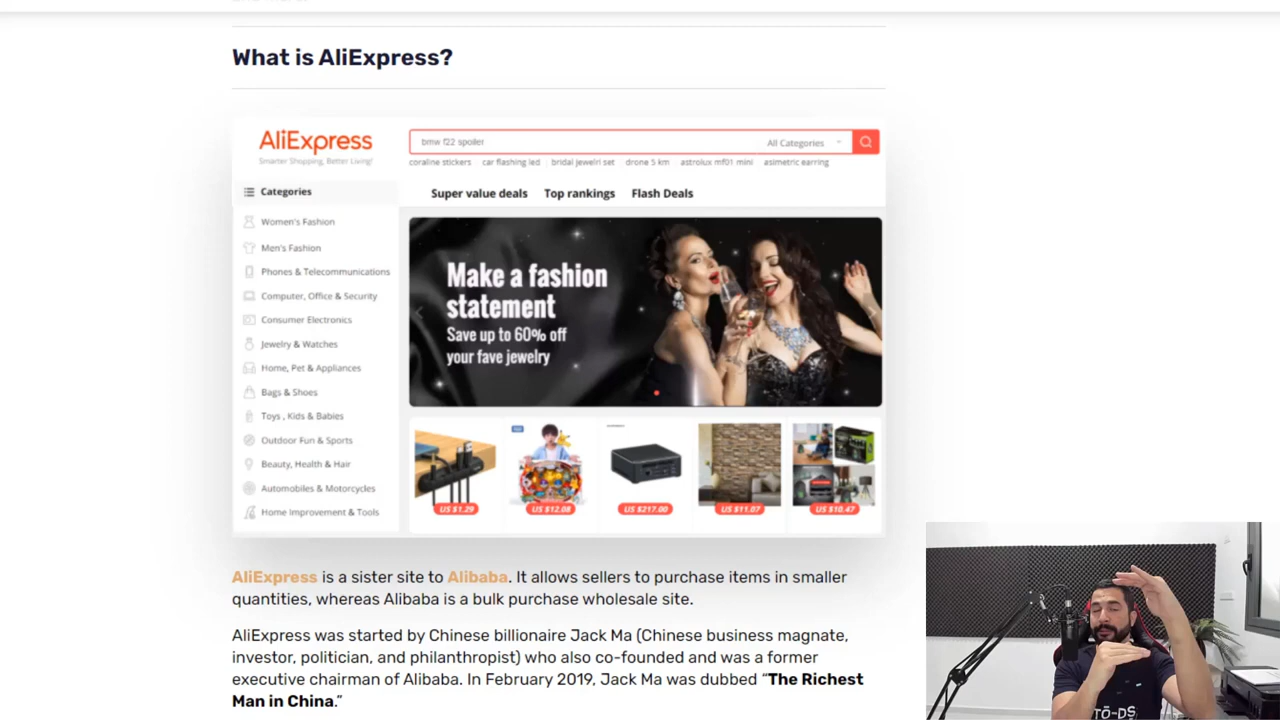 What is AliExpress?
AliExpress
Smarter Shopping, Better Living!
bmw f22 spoiler
All Categories
coraline stickers car flashing led bridal jewelri set drone 5 km astrolux mf01 mini asimetric earring
Categories
Super value deals Top rankings Flash Deals
Women's Fashion
Men's Fashion
Phones & Telecommunications
Computer, Office & Security
Consumer Electronics
Jewelry & Watches
Home, Pet & Appliances
Bags & Shoes
Toys , Kids & Babies
Outdoor Fun & Sports
Beauty, Health & Hair
Automobiles & Motorcycles
Home Improvement & Tools
Make a fashion
statement
Save up to 60% off
your fave jewelry
US $1.29 US $12.08 US $217.00 US $11.07 US $10.47
AliExpress is a sister site to Alibaba. It allows sellers to purchase items in smaller
quantities, whereas Alibaba is a bulk purchase wholesale site.
AliExpress was started by Chinese billionaire Jack Ma (Chinese business magnate,
investor, politician, and philanthropist) who also co-founded and was a former
executive chairman of Alibaba. In February 2019, Jack Ma was dubbed “The Richest
Man in China.”
TŌ-DS